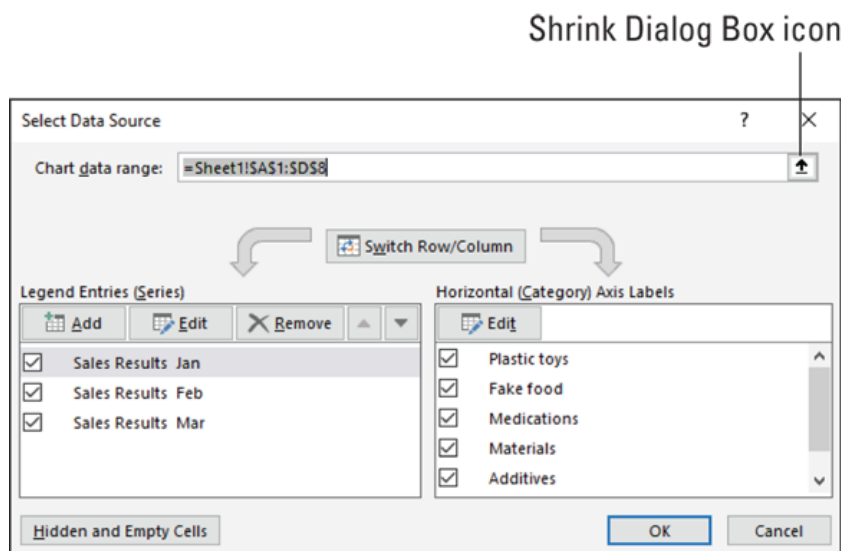 Shrink Dialog Box icon
Select Data Source ?
Chart data range: =Sheet1!$A$1:$D$8
Switch Row/Column
Legend Entries (Series)
Add Edit Remove
Sales Results Jan
Sales Results Feb
Sales Results Mar
Horizontal (Category) Axis Labels
Edit
Plastic toys
Fake food
Medications
Materials
Additives
Hidden and Empty Cells OK Cancel